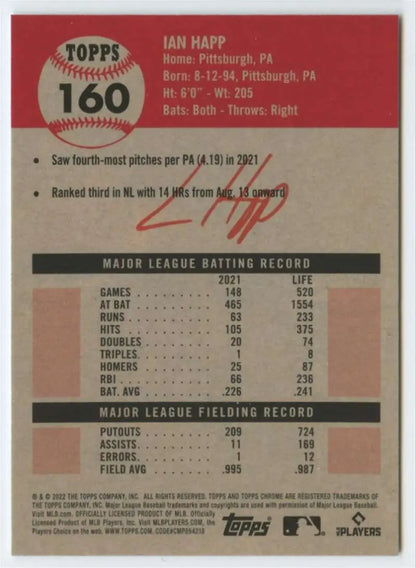 TOPPS
160
IAN HAPP
Home: Pittsburgh, PA
Born: 8-12-94, Pittsburgh, PA
Ht: 6'0" - Wt: 205
Bats: Both - Throws: Right
• Saw fourth-most pitches per PA (4.19) in 2021
• Ranked third in NL with 14 HRs from Aug. 13 onward
I Happ
MAJOR LEAGUE BATTING RECORD
2021 LIFE
GAMES . . . . . . . . . 148 520
AT BAT . . . . . . . . . 465 1554
RUNS . . . . . . . . . . 63 233
HITS . . . . . . . . . . 105 375
DOUBLES . . . . . . . . 20 74
TRIPLES . . . . . . . . . 1 8
HOMERS . . . . . . . . 25 87
RBI . . . . . . . . . . . 66 236
BAT. AVG . . . . . . . . .226 .241
MAJOR LEAGUE FIELDING RECORD
PUTOUTS . . . . . . . . 209 724
ASSISTS. . . . . . . . . 11 169
ERRORS. . . . . . . . . 1 12
FIELD AVG . . . . . . . .995 .987
® & © 2022 THE TOPPS COMPANY, INC. ALL RIGHTS RESERVED. TOPPS AND TOPPS CHROME ARE REGISTERED TRADEMARKS OF
THE TOPPS COMPANY, INC. Major League Baseball trademarks and copyrights are used with permission of Major League Baseball.
Visit MLB.com. OFFICIALLY LICENSED PRODUCT OF MLB. Officially
Licensed Product of MLB Players, Inc. Visit MLBPLAYERS.COM, the
Players Choice on the web. WWW.TOPPS.COM. CODE#CMP054218
Topps
MLB PLAYERS